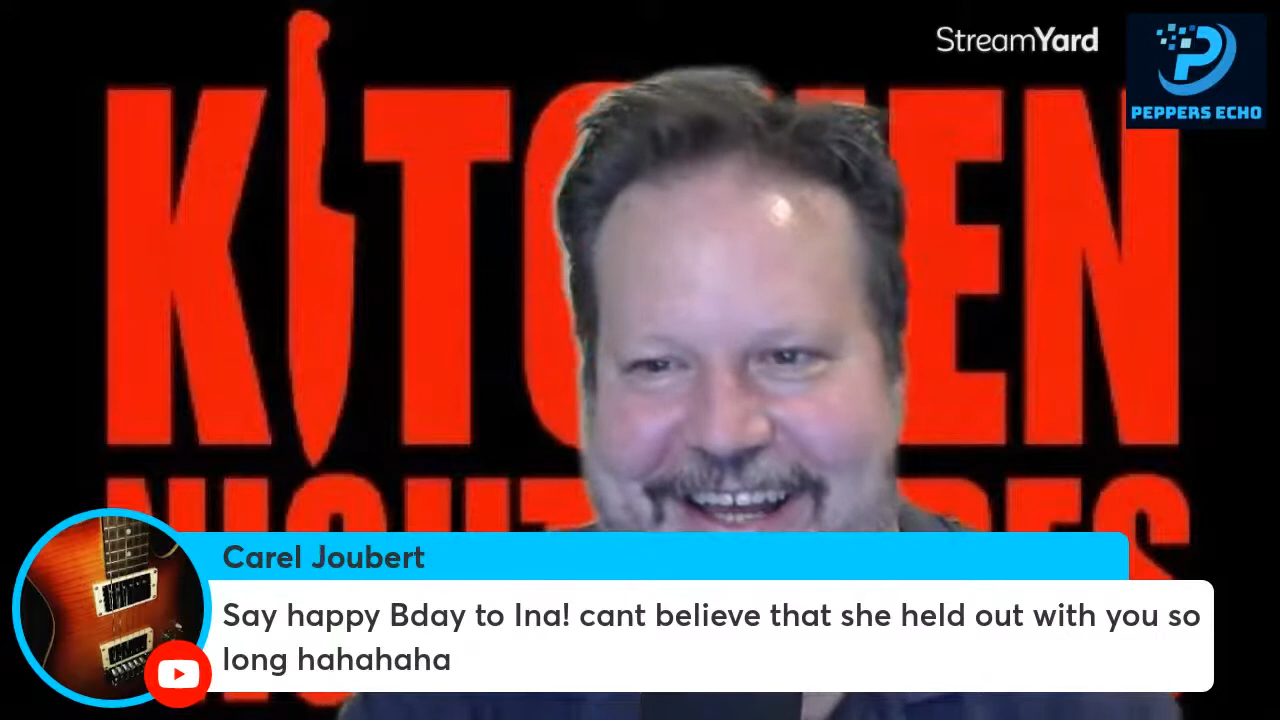 StreamYard
PEPPERS ECHO
KITCHEN
Carel Joubert
Say happy Bday to Ina! cant believe that she held out with you so
long hahahaha